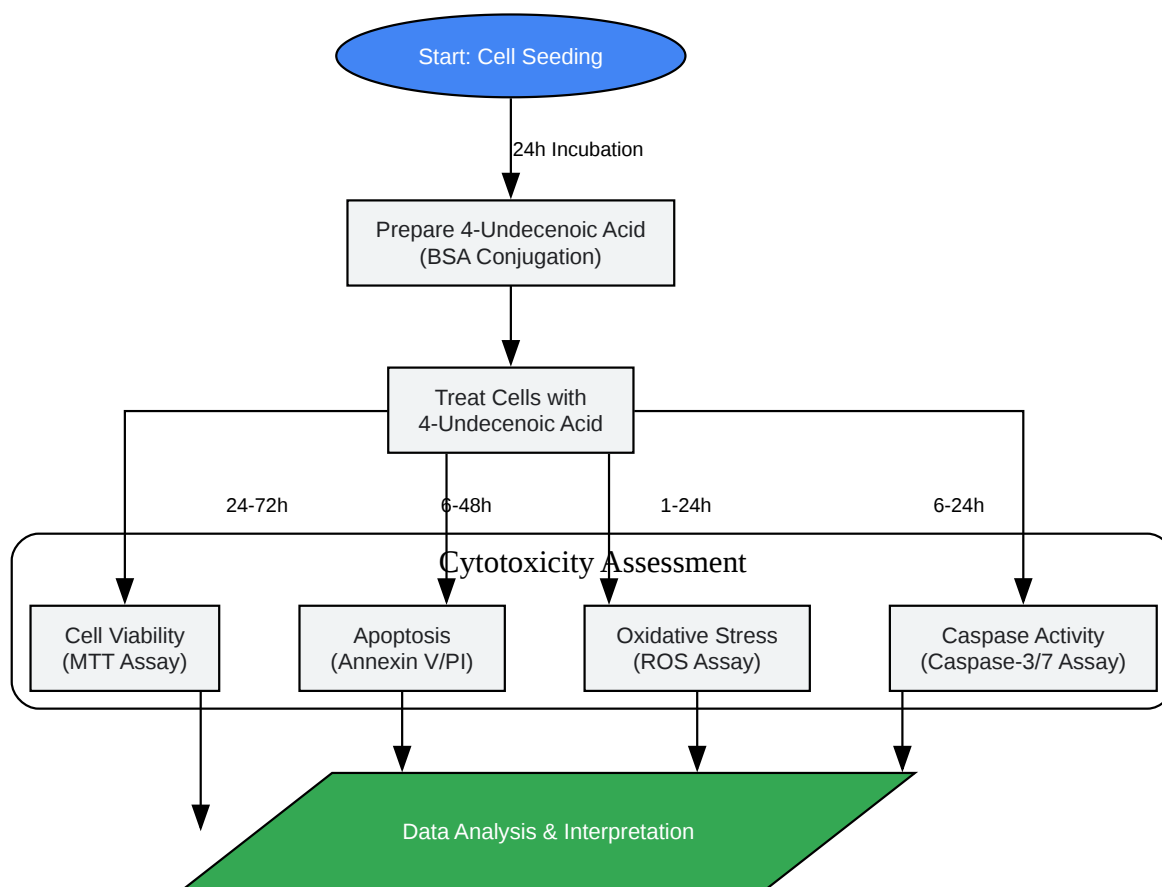 Start: Cell Seeding
24h Incubation
Prepare 4-Undecenoic Acid
(BSA Conjugation)
Treat Cells with
4-Undecenoic Acid
24-72h
6-48h
1-24h
6-24h
Cytotoxicity Assessment
Cell Viability
(MTT Assay)
Apoptosis
(Annexin V/PI)
Oxidative Stress
(ROS Assay)
Caspase Activity
(Caspase-3/7 Assay)
Data Analysis & Interpretation